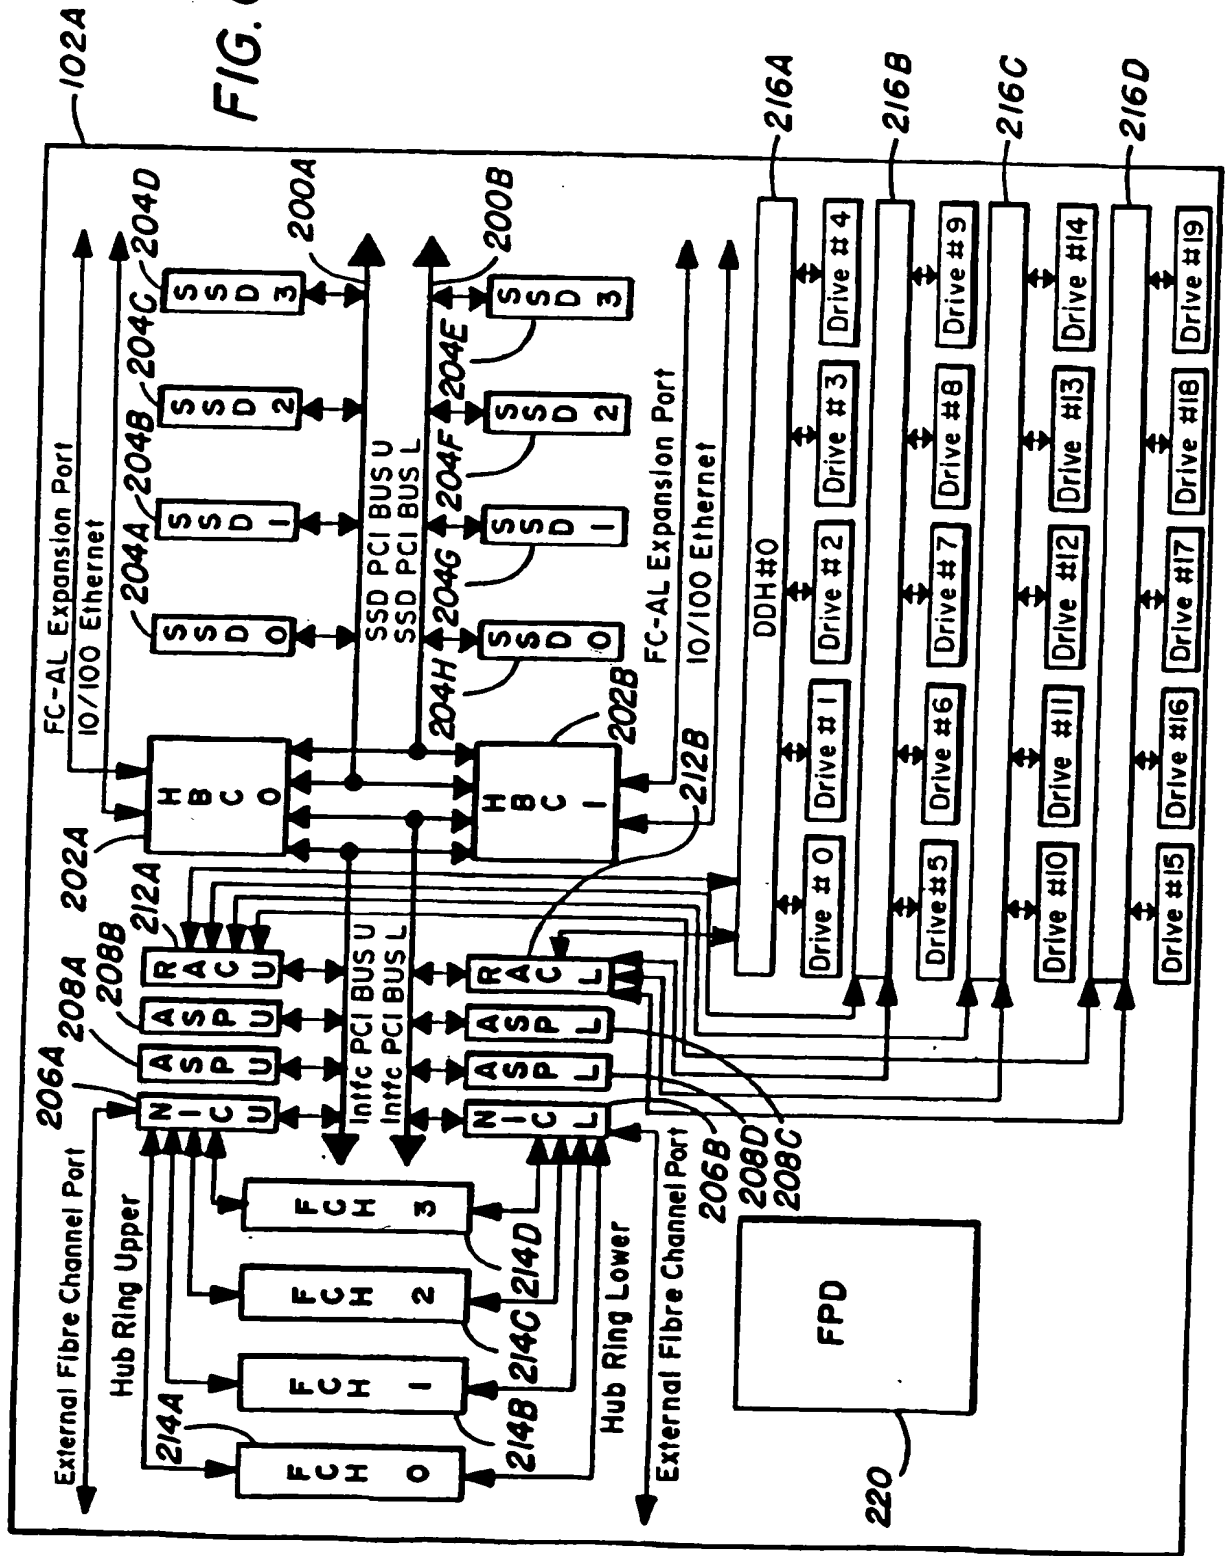 FIG.
102A
FC-AL Expansion Port
10/100 Ethernet
204A
204B
204C
204D
SSD 0
SSD 1
SSD 2
SSD 3
200A
SSD PCI BUS U
SSD PCI BUS L
200B
204H
204G
204F
204E
SSD 0
SSD 1
SSD 2
SSD 3
202A
HBC 0
HBC 1
202B
FC-AL Expansion Port
10/100 Ethernet
206A
208A
208B
212A
NIC U
ASP U
ASP U
RAC U
Intfc PCI BUS U
Intfc PCI BUS L
NIC L
ASP L
ASP L
RAC L
206B
208D
208C
212B
External Fibre Channel Port
Hub Ring Upper
214A
FCH 0
FCH 1
FCH 2
FCH 3
214B
214C
214D
Hub Ring Lower
External Fibre Channel Port
DDH#0
216A
Drive # 0
Drive # 1
Drive # 2
Drive # 3
Drive # 4
216B
Drive #5
Drive #6
Drive #7
Drive #8
Drive #9
216C
Drive #10
Drive #11
Drive #12
Drive #13
Drive #14
216D
Drive #15
Drive #16
Drive #17
Drive #18
Drive #19
FPD
220